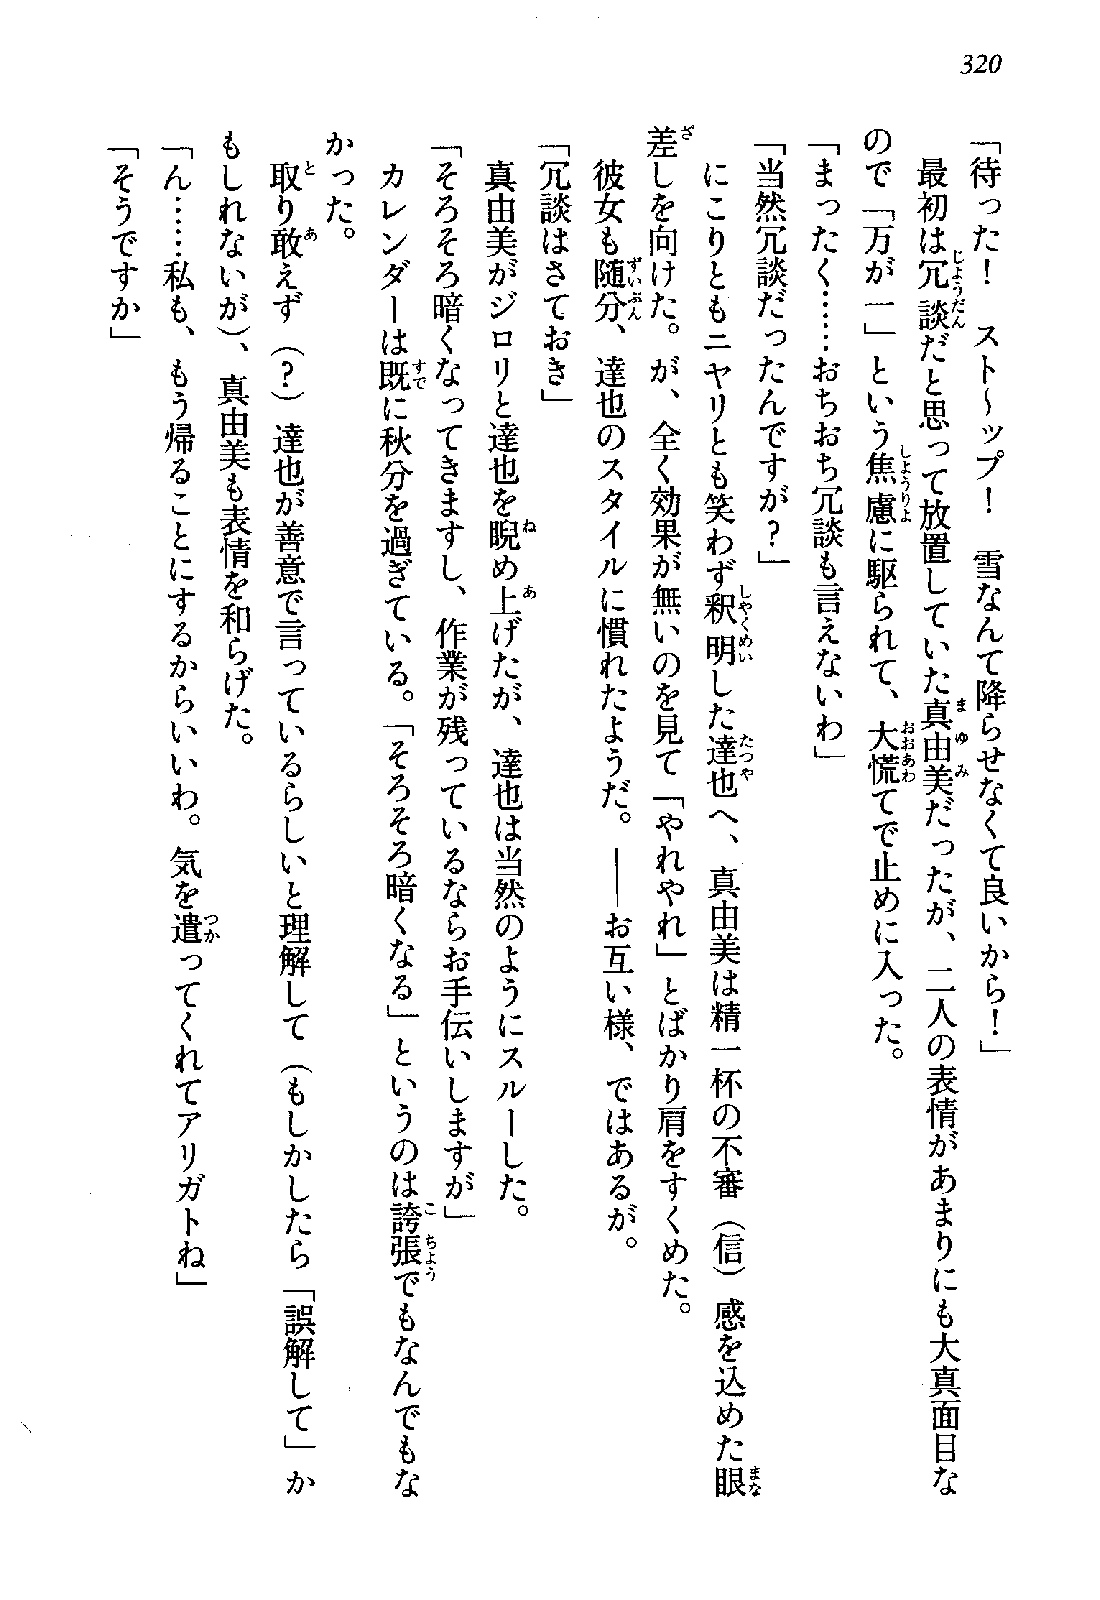 320
「待った！　スト～ップ！　雪なんて降らせなくて良いから！」
最初は冗談だと思って放置していた真由美だったが、二人の表情があまりにも大真面目な
ので「万が一」という焦慮に駆られて、大慌てで止めに入った。
「まったく……おちおち冗談も言えないわ」
「当然冗談だったんですが？」
にこりともニヤリとも笑わず釈明した達也へ、真由美は精一杯の不審（信）感を込めた眼
差しを向けた。が、全く効果が無いのを見て「やれやれ」とばかり肩をすくめた。
彼女も随分、達也のスタイルに慣れたようだ。――お互い様、ではあるが。
「冗談はさておき」
真由美がジロリと達也を睨め上げたが、達也は当然のようにスルーした。
「そろそろ暗くなってきますし、作業が残っているならお手伝いしますが」
カレンダーは既に秋分を過ぎている。「そろそろ暗くなる」というのは誇張でもなんでもな
かった。
取り敢えず（？）達也が善意で言っているらしいと理解して（もしかしたら「誤解して」か
もしれないが）、真由美も表情を和らげた。
「ん……私も、もう帰ることにするからいいわ。気を遣ってくれてアリガトね」
「そうですか」